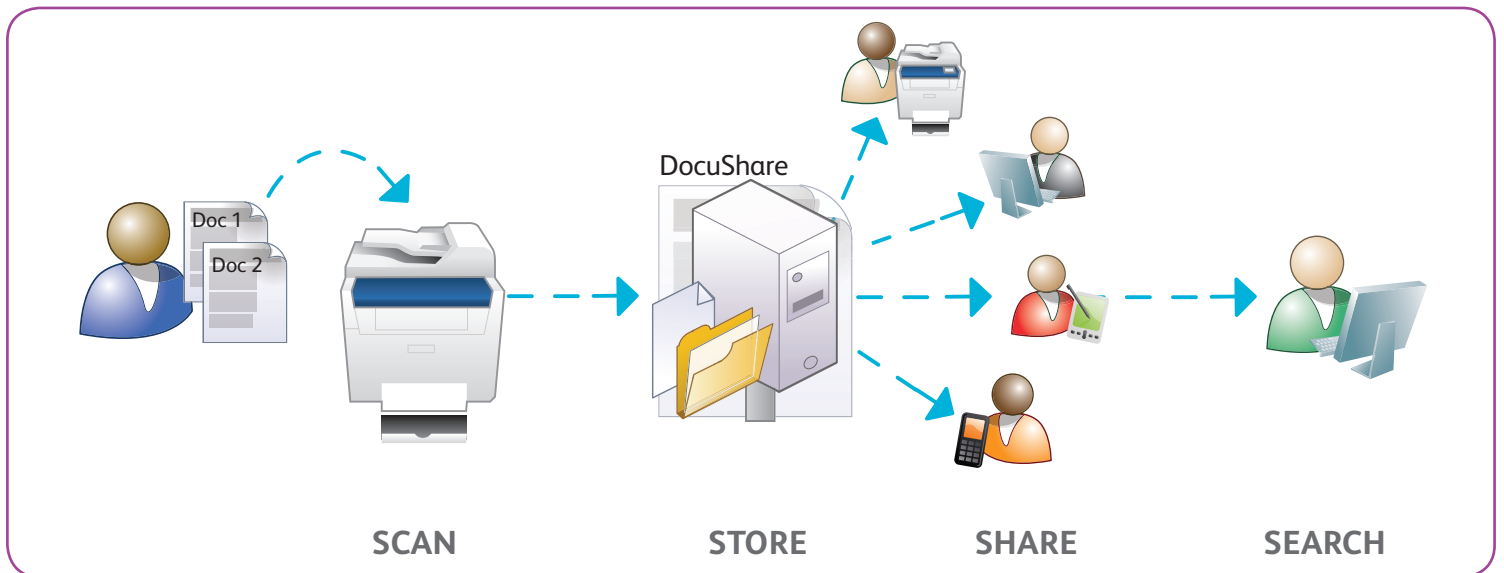 DocuShare
Doc 1
Doc 2
SCAN
STORE
SHARE
SEARCH